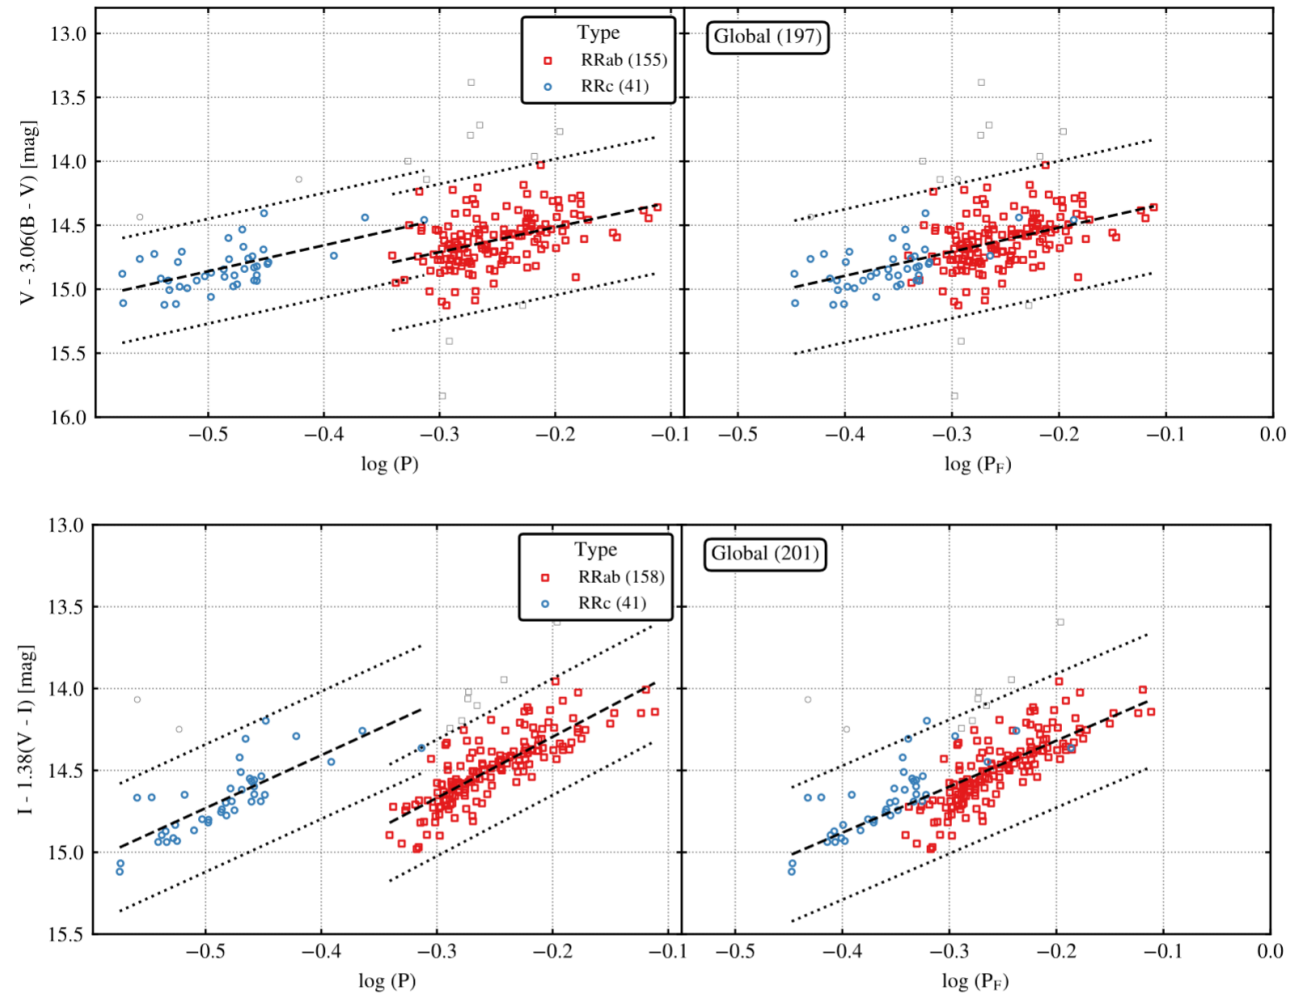 V - 3.06(B - V) [mag]
13.0
13.5
14.0
14.5
15.0
15.5
16.0
Type
RRab (155)
RRc (41)
Global (197)
−0.5 −0.4 −0.3 −0.2 −0.1
−0.5 −0.4 −0.3 −0.2 −0.1 0.0
log (P)
log (P_F)
I - 1.38(V - I) [mag]
13.0
13.5
14.0
14.5
15.0
15.5
Type
RRab (158)
RRc (41)
Global (201)
−0.5 −0.4 −0.3 −0.2 −0.1
−0.5 −0.4 −0.3 −0.2 −0.1 0.0
log (P)
log (P_F)